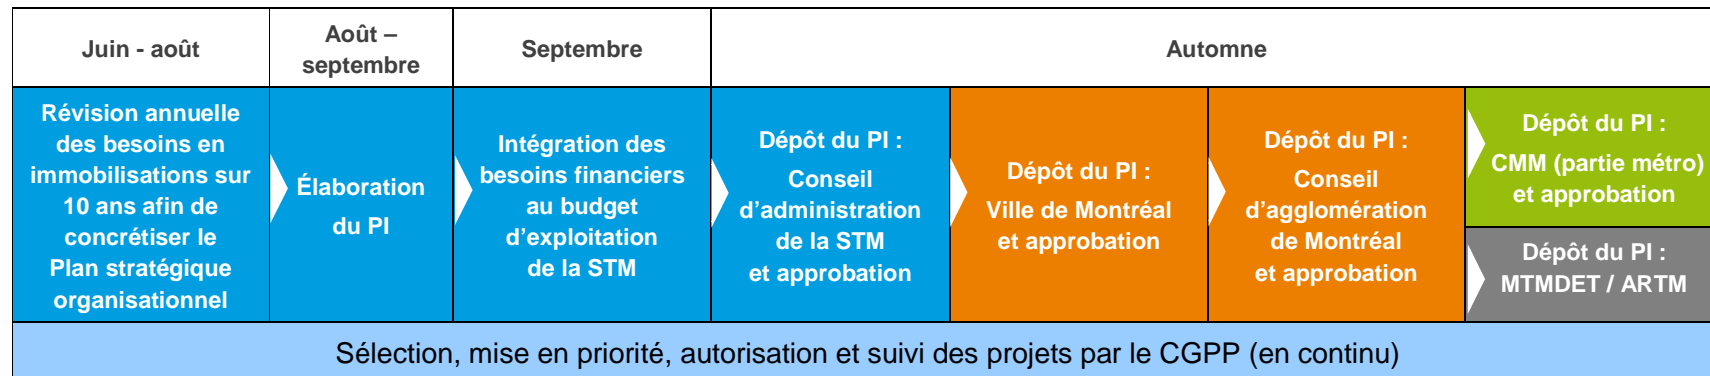 Juin - août
Août –
septembre
Septembre
Automne
Révision annuelle
des besoins en
immobilisations sur
10 ans afin de
concrétiser le
Plan stratégique
organisationnel
Élaboration
du PI
Intégration des
besoins financiers
au budget
d'exploitation
de la STM
Dépôt du PI :
Conseil
d'administration
de la STM
et approbation
Dépôt du PI :
Ville de Montréal
et approbation
Dépôt du PI :
Conseil
d'agglomération
de Montréal
et approbation
Dépôt du PI :
CMM (partie métro)
et approbation
Dépôt du PI :
MTMDET / ARTM
Sélection, mise en priorité, autorisation et suivi des projets par le CGPP (en continu)